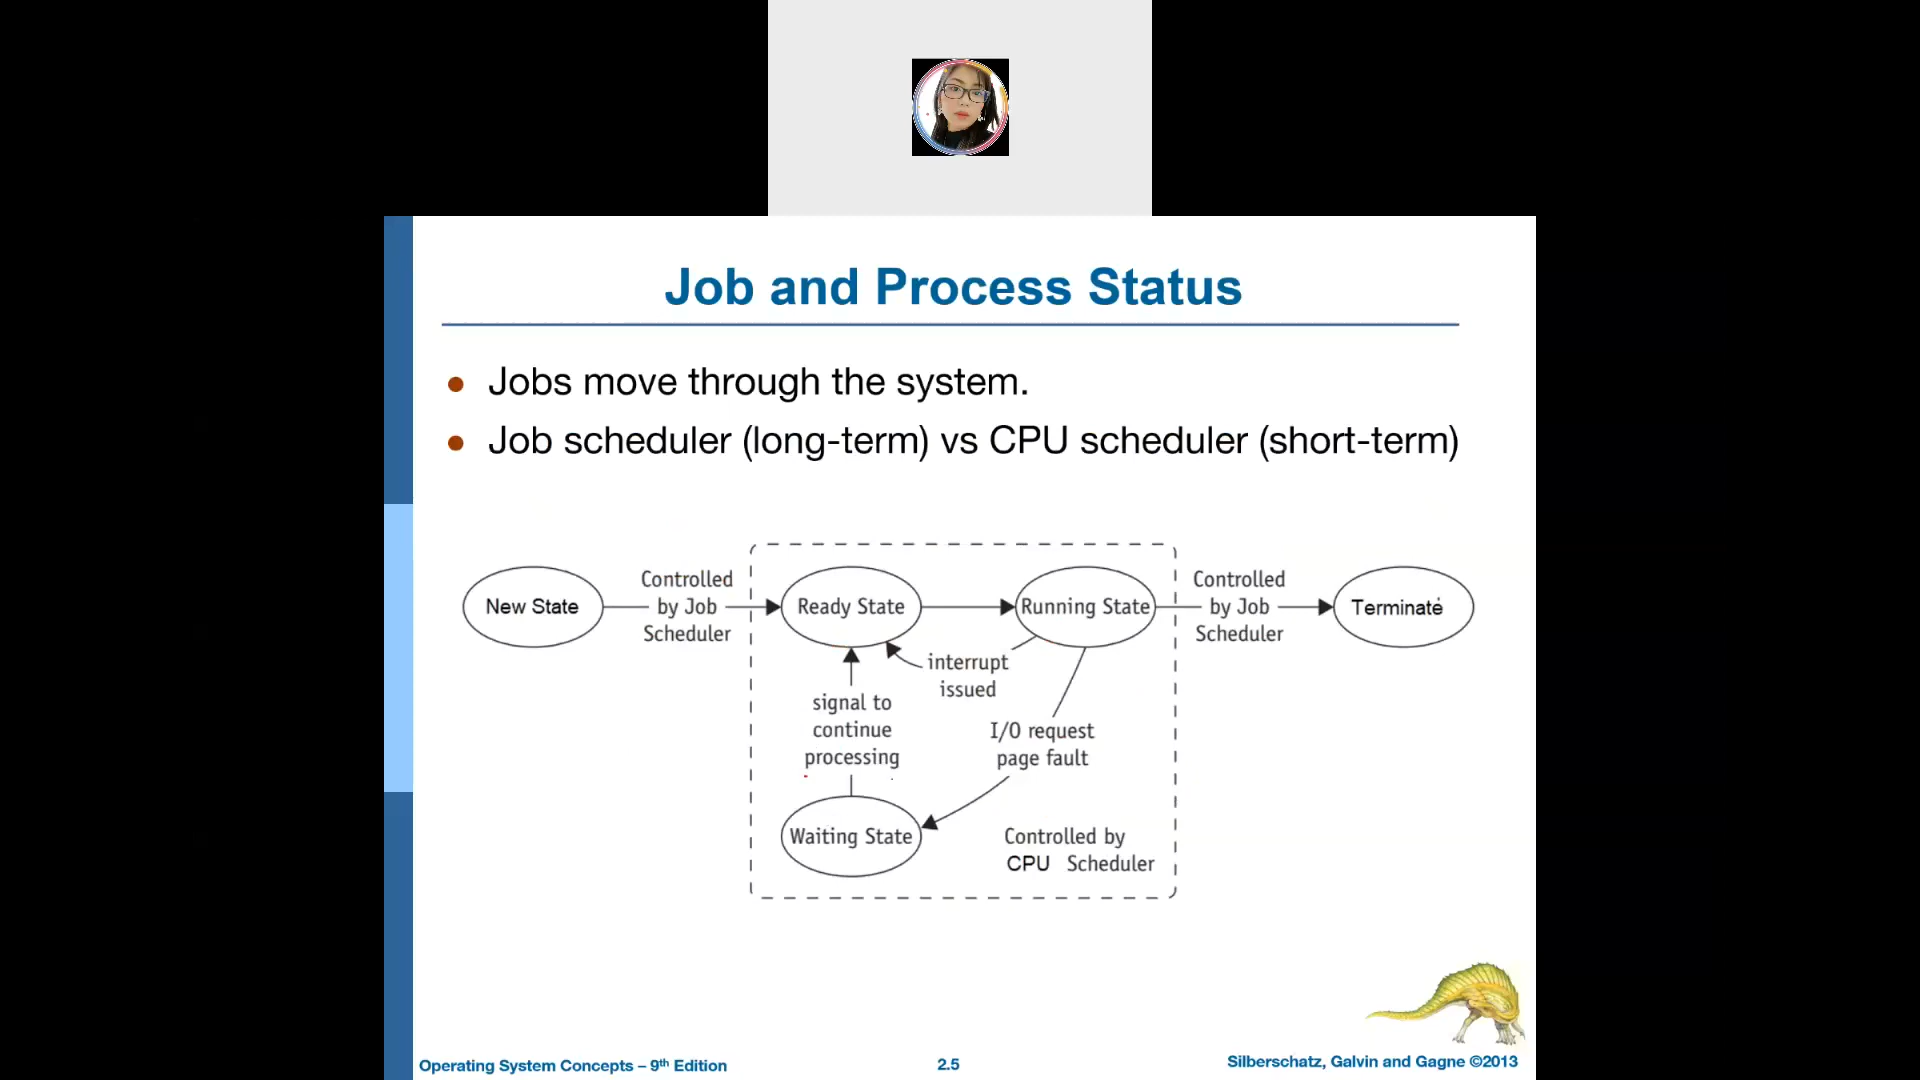 Job and Process Status
Jobs move through the system.
Job scheduler (long-term) vs CPU scheduler (short-term)
New State
Controlled
by Job
Scheduler
Ready State
Running State
Controlled
by Job
Scheduler
Terminate
interrupt
issued
signal to
continue
processing
I/O request
page fault
Waiting State
Controlled by
CPU Scheduler
Operating System Concepts – 9th Edition
2.5
Silberschatz, Galvin and Gagne ©2013